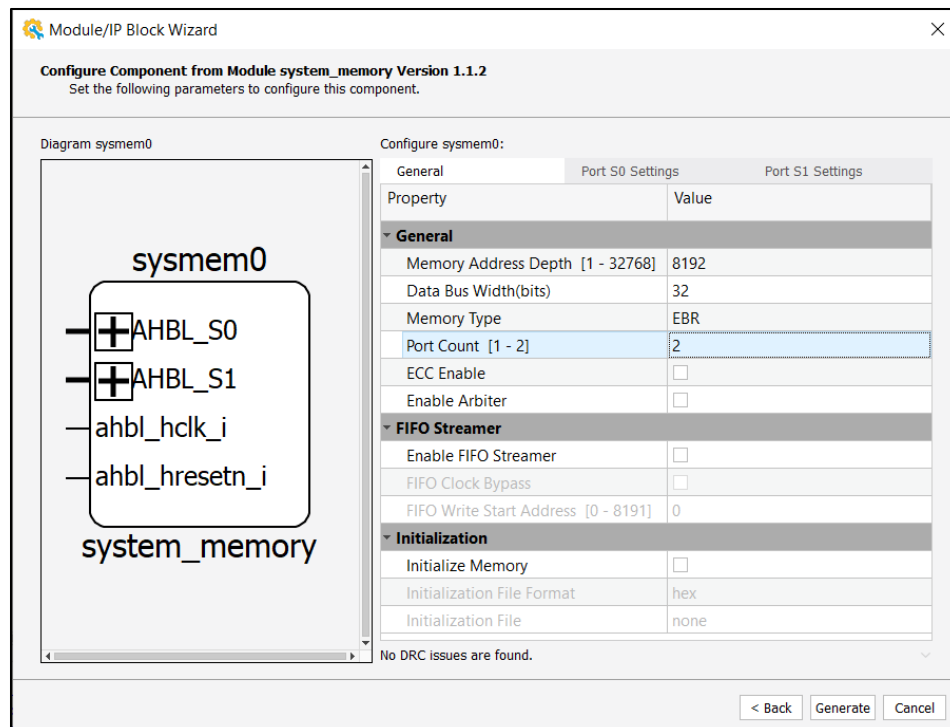 Module/IP Block Wizard
Configure Component from Module system_memory Version 1.1.2
Set the following parameters to configure this component.
Diagram sysmem0
sysmem0
AHBL_S0
AHBL_S1
ahbl_hclk_i
ahbl_hresetn_i
system_memory
Configure sysmem0:
General Port S0 Settings Port S1 Settings
Property Value
General
Memory Address Depth [1 - 32768] 8192
Data Bus Width(bits) 32
Memory Type EBR
Port Count [1 - 2] 2
ECC Enable
Enable Arbiter
FIFO Streamer
Enable FIFO Streamer
FIFO Clock Bypass
FIFO Write Start Address [0 - 8191] 0
Initialization
Initialize Memory
Initialization File Format hex
Initialization File none
No DRC issues are found.
< Back Generate Cancel